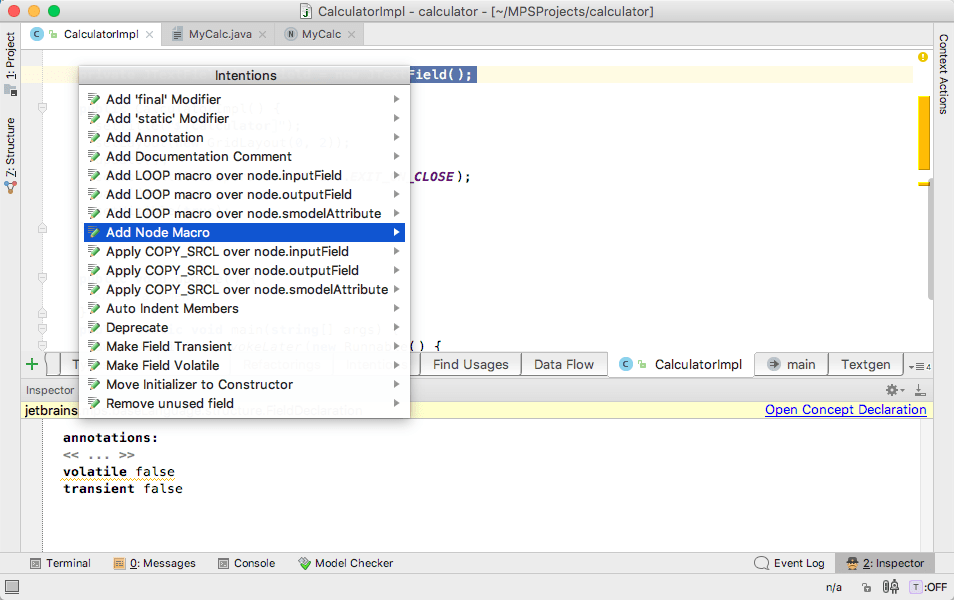 CalculatorImpl - calculator - [~/MPSProjects/calculator]
CalculatorImpl
MyCalc.java
MyCalc
1: Project
Z: Structure
Context Actions
Intentions
Field();
Add 'final' Modifier
Add 'static' Modifier
Add Annotation
Add Documentation Comment
Add LOOP macro over node.inputField
_CLOSE);
Add LOOP macro over node.outputField
Add LOOP macro over node.smodelAttribute
Add Node Macro
Apply COPY_SRCL over node.inputField
Apply COPY_SRCL over node.outputField
Apply COPY_SRCL over node.smodelAttribute
Auto Indent Members
Deprecate
Make Field Transient
() {
Make Field Volatile
Move Initializer to Constructor
Remove unused field
Find Usages
Data Flow
CalculatorImpl
main
Textgen
4
Inspector
jetbrains
Open Concept Declaration
annotations:
<< ... >>
volatile false
transient false
Terminal
0: Messages
Console
Model Checker
Event Log
2: Inspector
n/a
T :OFF